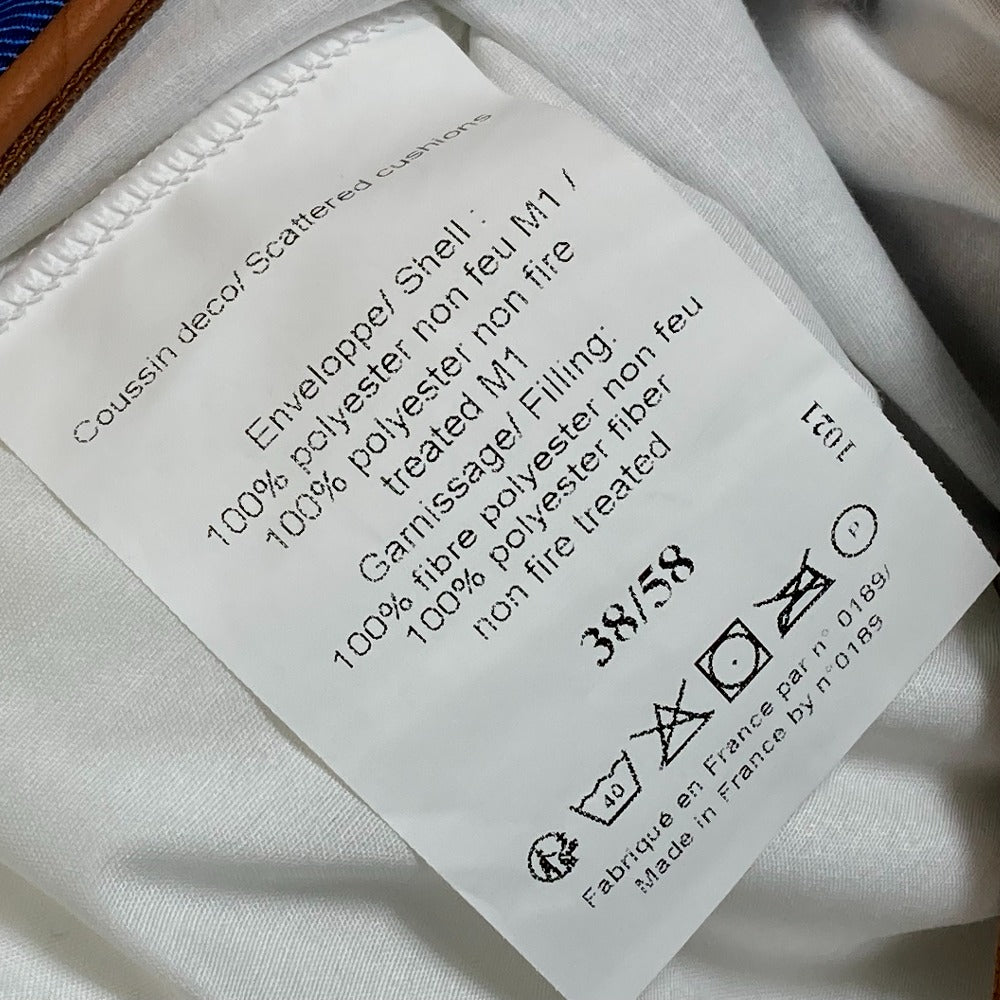 Coussin deco/ Scattered cushions
Enveloppe/ Shell :
100% polyester non feu M1 /
100% polyester non fire
treated M1
Garnissage/ Filling:
100% fibre polyester non feu
100% polyester fiber
non fire treated
38/58
1021
40
P
Fabriqué en France par n° 0189/
Made in France by n°0189